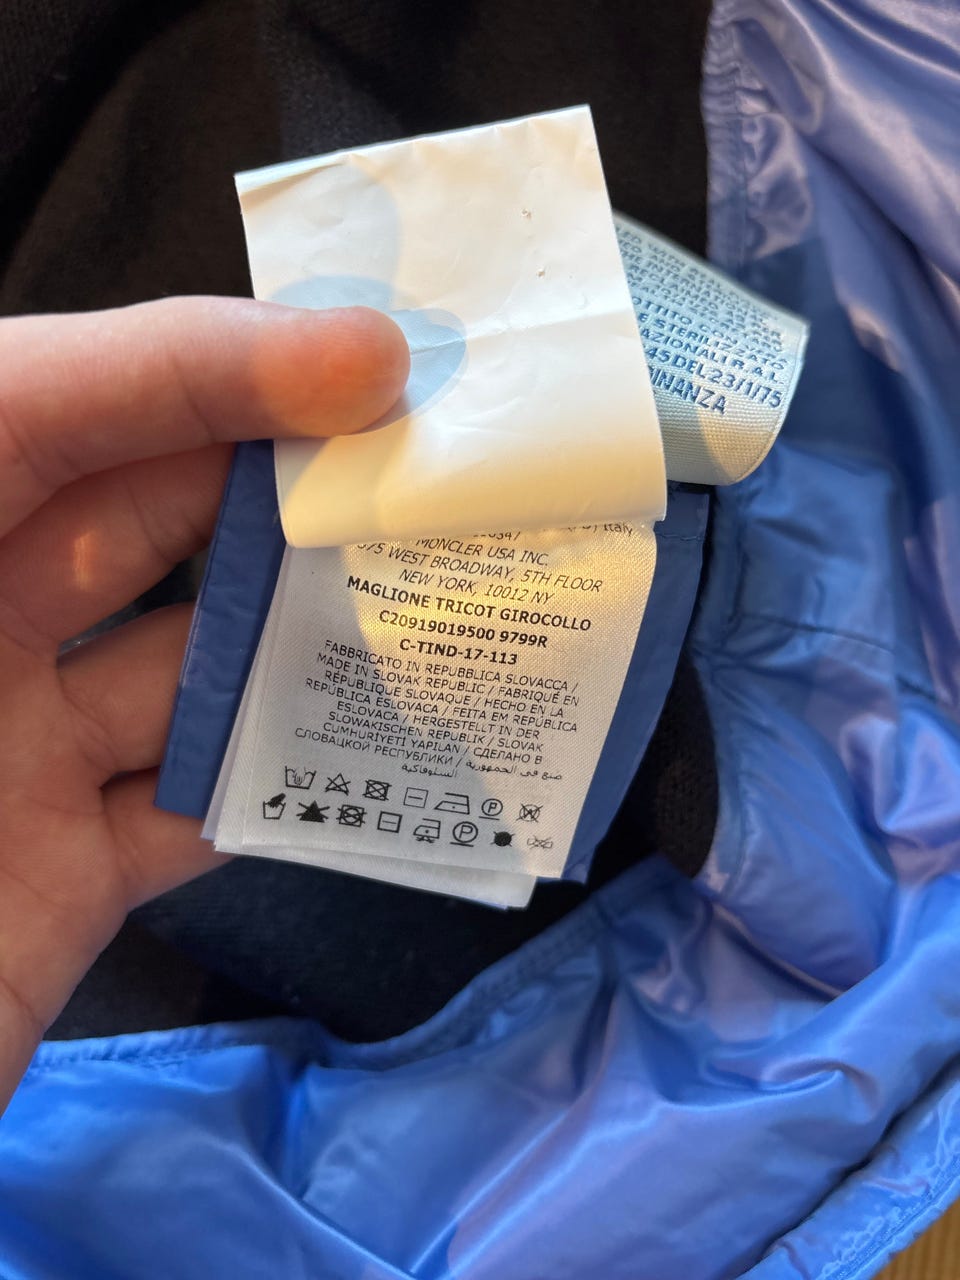 Italy
MONCLER USA INC.
WEST BROADWAY, 5TH FLOOR
NEW YORK, 10012 NY
MAGLIONE TRICOT GIROCOLLO
C20919019500 9799R
C-TIND-17-113
FABBRICATO IN REPUBBLICA SLOVACCA /
MADE IN SLOVAK REPUBLIC / FABRIQUÉ EN
RÉPUBLIQUE SLOVAQUE / HECHO EN LA
REPÚBLICA ESLOVACA / FEITA EM REPÚBLICA
ESLOVACA / HERGESTELLT IN DER
SLOWAKISCHEN REPUBLIK / SLOVAK
CUMHURIYETI YAPILAN / СДЕЛАНО В
СЛОВАЦКОЙ РЕСПУБЛИКИ / صنع في الجمهورية
السلوفاكية
P
P
STERILIZZATO
DEL 23/1/75